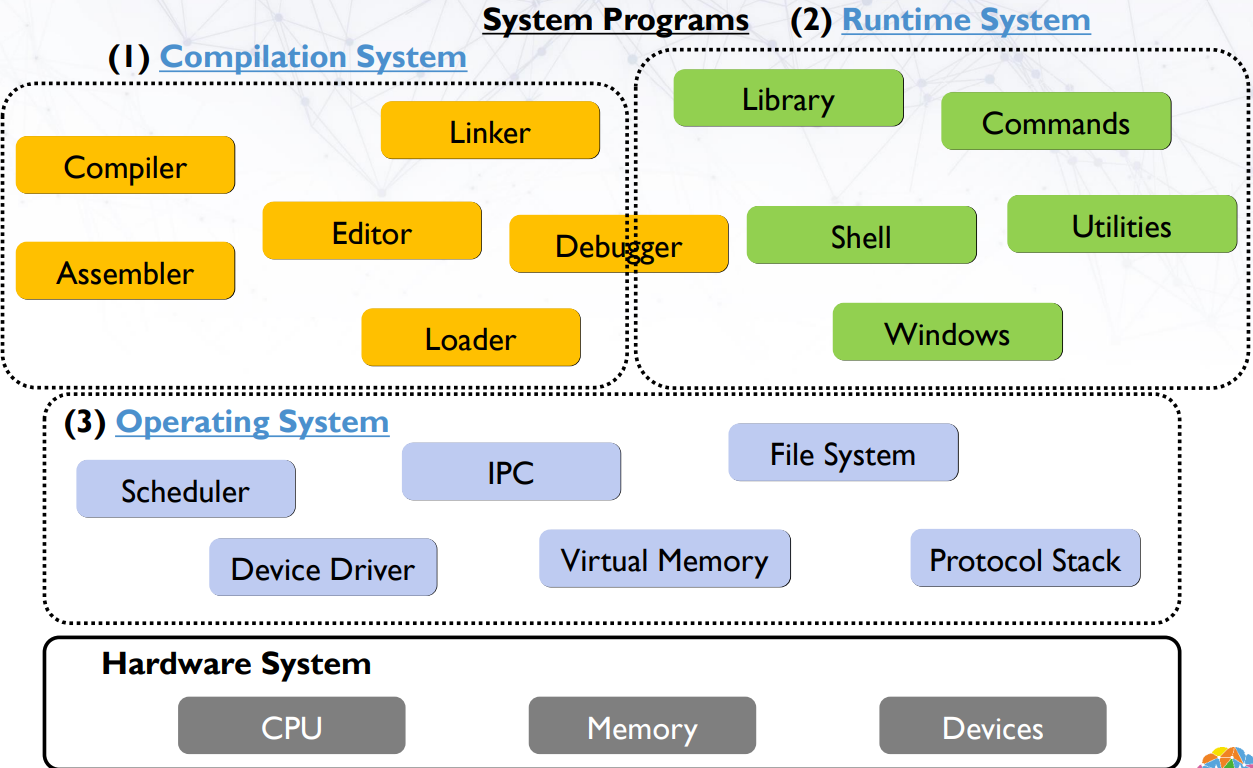 System Programs
(1) Compilation System
(2) Runtime System
Compiler
Linker
Editor
Debugger
Assembler
Loader
Library
Commands
Shell
Utilities
Windows
(3) Operating System
Scheduler
IPC
File System
Device Driver
Virtual Memory
Protocol Stack
Hardware System
CPU
Memory
Devices